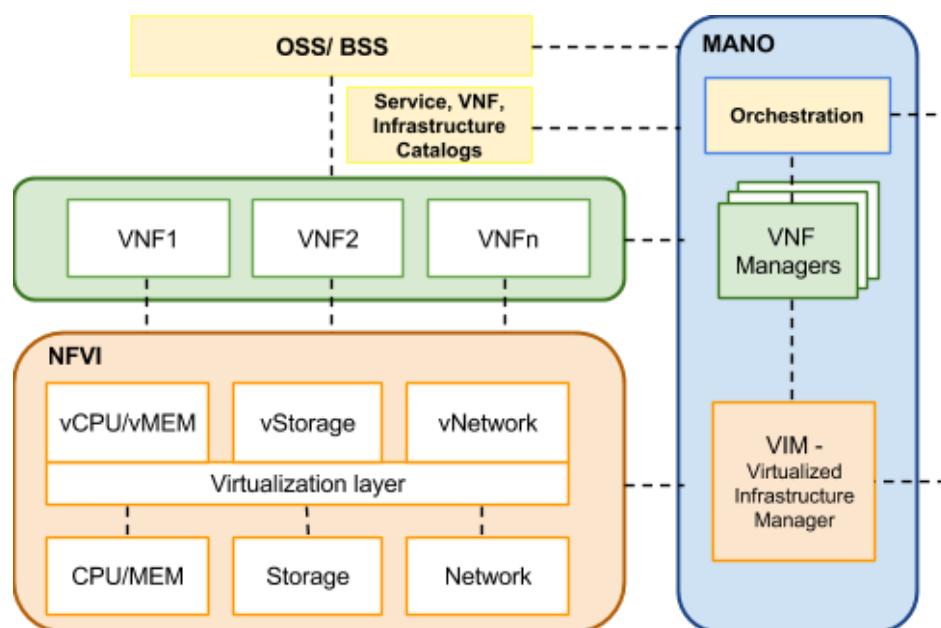 OSS/ BSS
MANO
Service, VNF,
Infrastructure
Catalogs
Orchestration
VNF1
VNF2
VNFn
VNF
Managers
NFVI
vCPU/vMEM
vStorage
vNetwork
Virtualization layer
CPU/MEM
Storage
Network
VIM -
Virtualized
Infrastructure
Manager